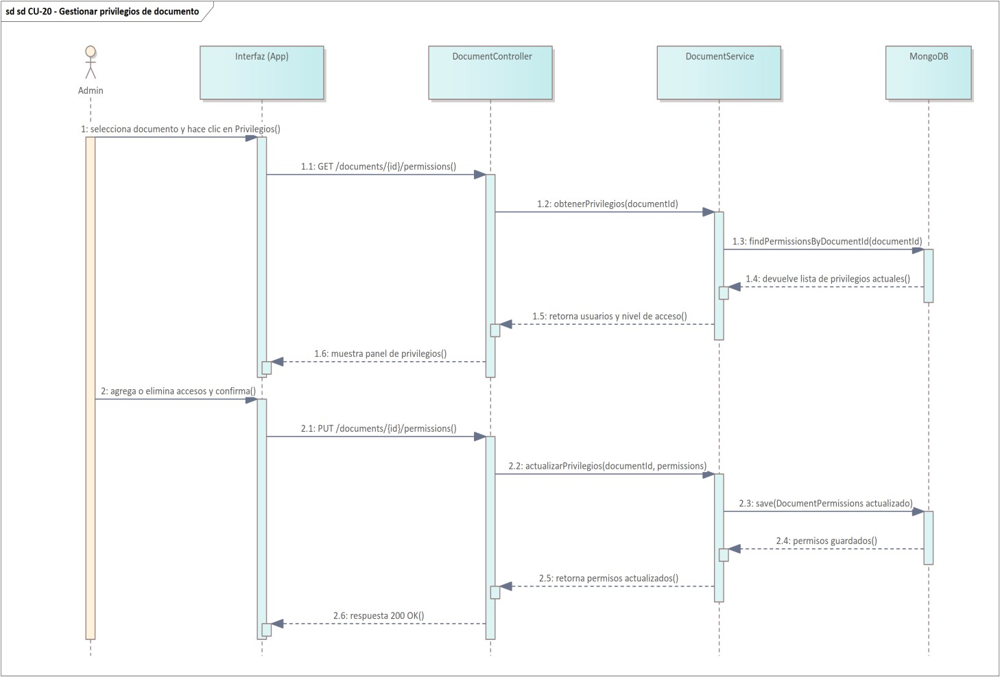 sd sd CU-20 - Gestionar privilegios de documento
Admin
Interfaz (App)
DocumentController
DocumentService
MongoDB
1: selecciona documento y hace clic en Privilegios()
1.1: GET /documents/{id}/permissions()
1.2: obtenerPrivilegios(documentId)
1.3: findPermissionsByDocumentId(documentId)
1.4: devuelve lista de privilegios actuales()
1.5: retorna usuarios y nivel de acceso()
1.6: muestra panel de privilegios()
2: agrega o elimina accesos y confirma()
2.1: PUT /documents/{id}/permissions()
2.2: actualizarPrivilegios(documentId, permissions)
2.3: save(DocumentPermissions actualizado)
2.4: permisos guardados()
2.5: retorna permisos actualizados()
2.6: respuesta 200 OK()